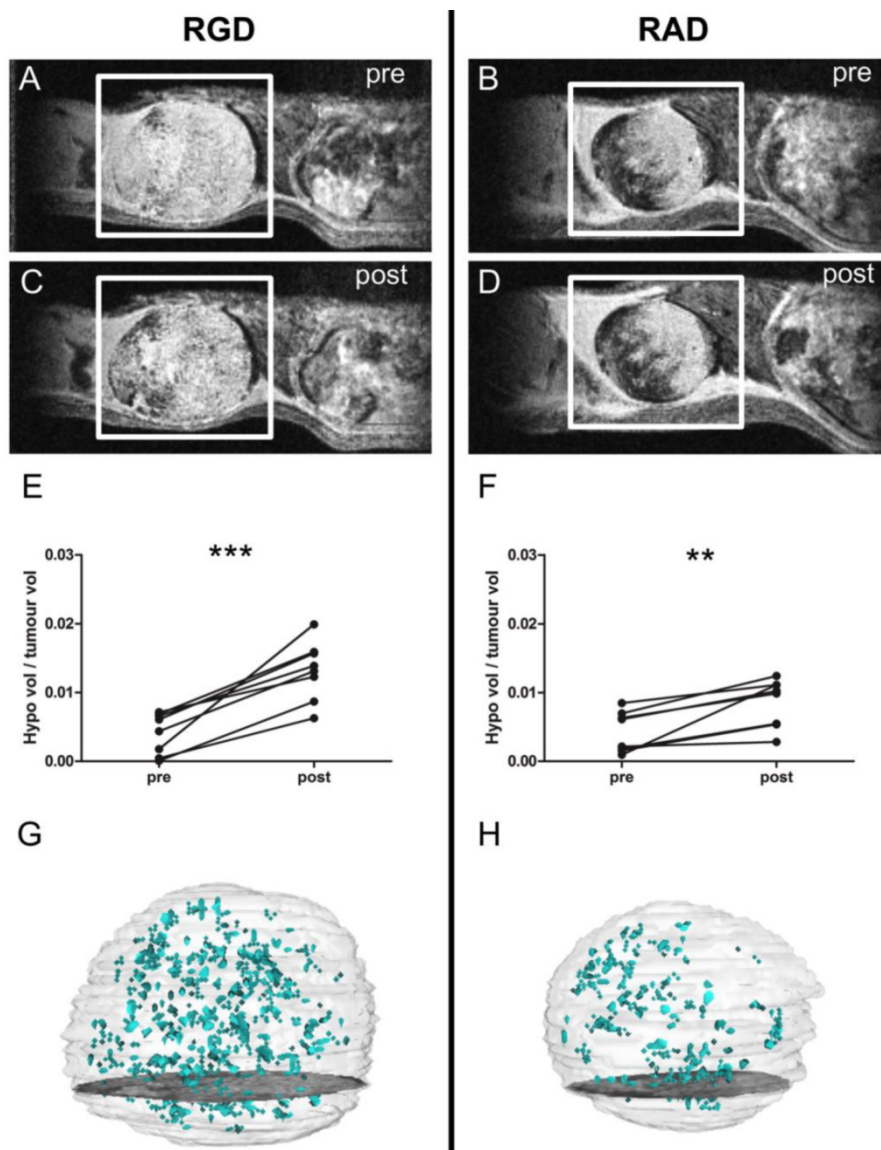 RGD
RAD
A
pre
B
pre
C
post
D
post
E
F
***
**
Hypo vol / tumour vol
0.03
0.02
0.01
0.00
pre
post
Hypo vol / tumour vol
0.03
0.02
0.01
0.00
pre
post
G
H